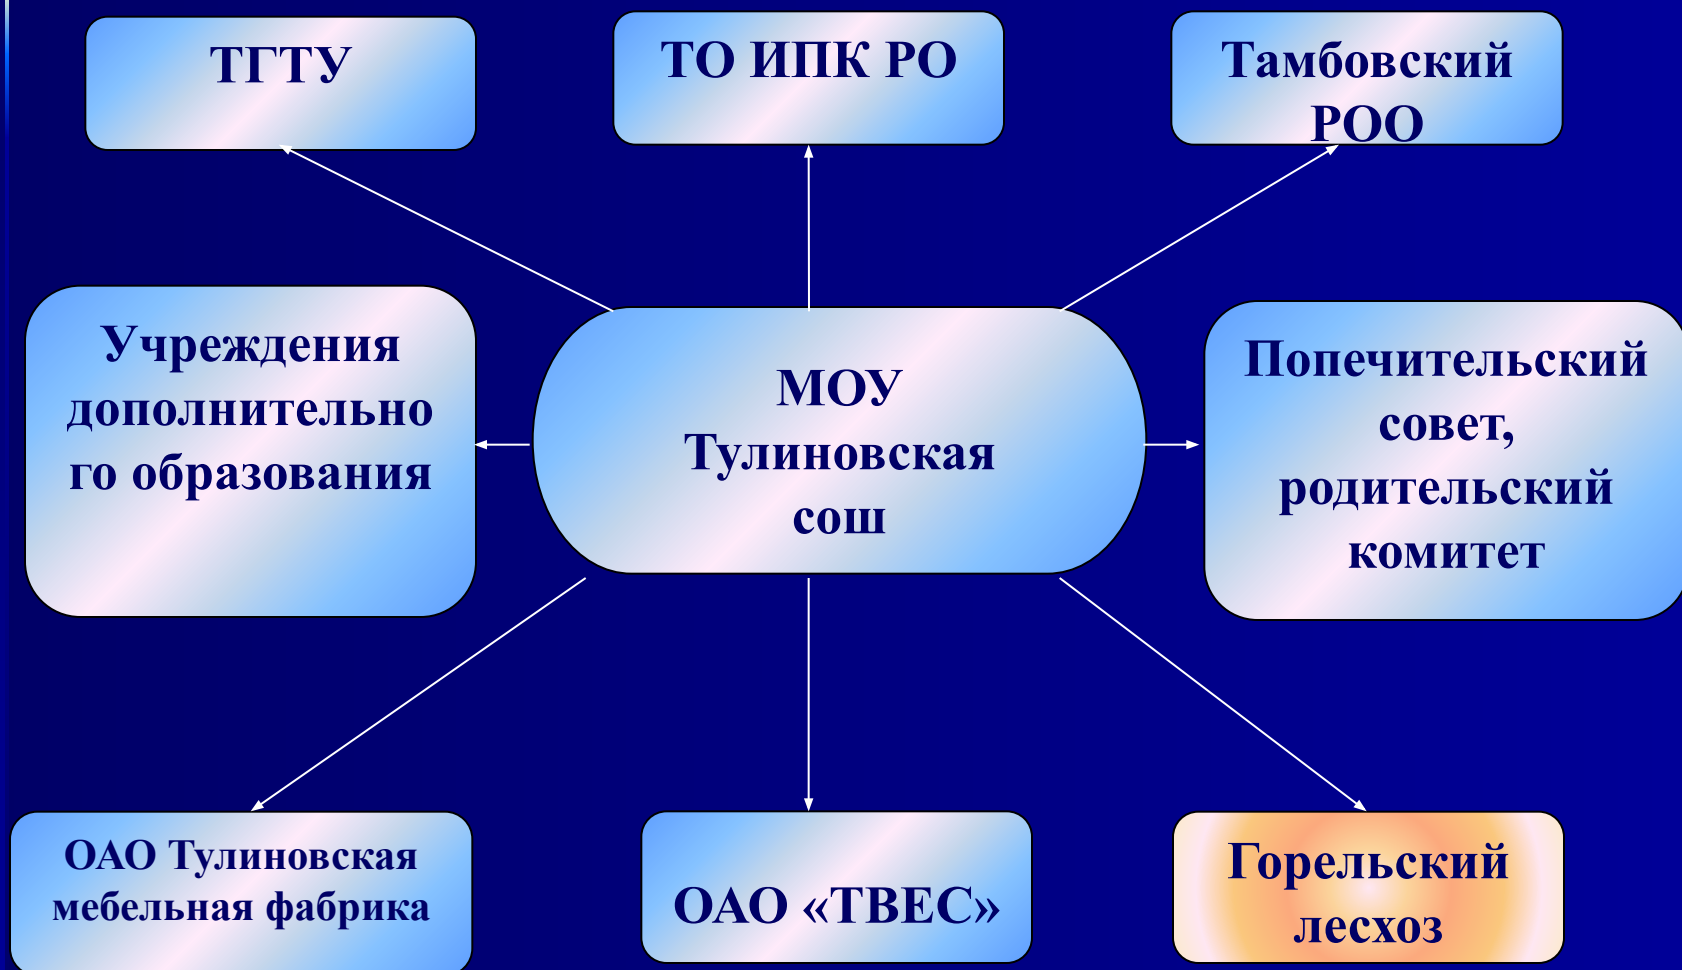 ТГТУ
ТО ИПК РО
Тамбовский
РОО
Учреждения
дополнительно
го образования
МОУ
Тулиновская
сош
Попечительский
совет,
родительский
комитет
ОАО Тулиновская
мебельная фабрика
ОАО «ТВЕС»
Горельский
лесхоз